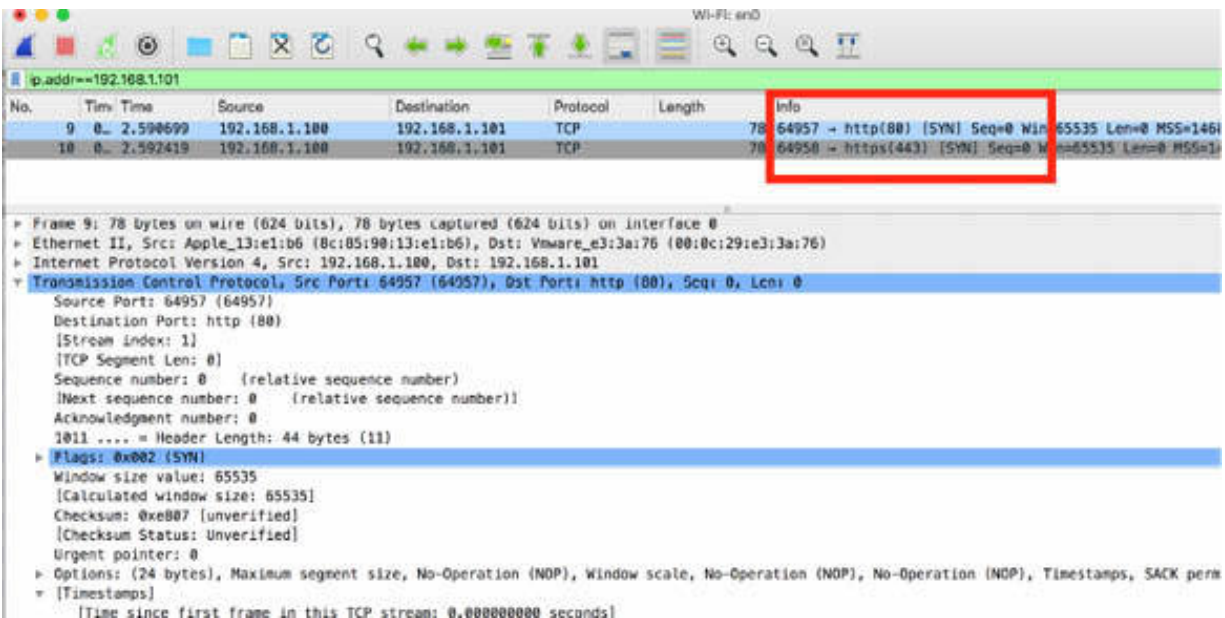 Wi-Fi: en0
ip.addr==192.168.1.101
No. Time Source Destination Protocol Length Info
9 0… 2.590699 192.168.1.100 192.168.1.101 TCP 78 64957 → http(80) [SYN] Seq=0 Win=65535 Len=0 MSS=146
10 0… 2.592419 192.168.1.100 192.168.1.101 TCP 78 64958 → https(443) [SYN] Seq=0 Win=65535 Len=0
Frame 9: 78 bytes on wire (624 bits), 78 bytes captured (624 bits) on interface 0
Ethernet II, Src: Apple_13:e1:b6 (8c:85:90:13:e1:b6), Dst: Vmware_e3:3a:76 (00:0c:29:e3:3a:76)
Internet Protocol Version 4, Src: 192.168.1.100, Dst: 192.168.1.101
Transmission Control Protocol, Src Port: 64957 (64957), Dst Port: http (80), Seq: 0, Len: 0
Source Port: 64957 (64957)
Destination Port: http (80)
[Stream index: 1]
[TCP Segment Len: 0]
Sequence number: 0 (relative sequence number)
[Next sequence number: 0 (relative sequence number)]
Acknowledgment number: 0
1011 .... = Header Length: 44 bytes (11)
Flags: 0x002 (SYN)
Window size value: 65535
[Calculated window size: 65535]
Checksum: 0xe807 [unverified]
[Checksum Status: Unverified]
Urgent pointer: 0
Options: (24 bytes), Maximum segment size, No-Operation (NOP), Window scale, No-Operation (NOP), No-Operation (NOP), Timestamps, SACK perm
[Timestamps]
[Time since first frame in this TCP stream: 0.000000000 seconds]